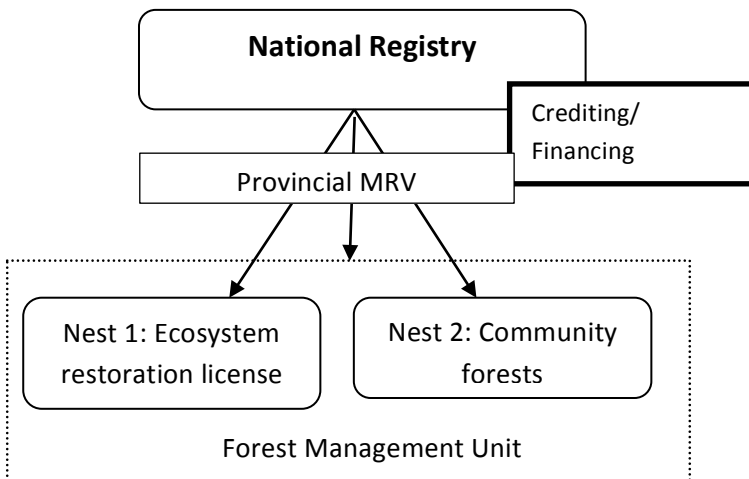 National Registry
Crediting/
Financing
Provincial MRV
Nest 1: Ecosystem
restoration license
Nest 2: Community
forests
Forest Management Unit